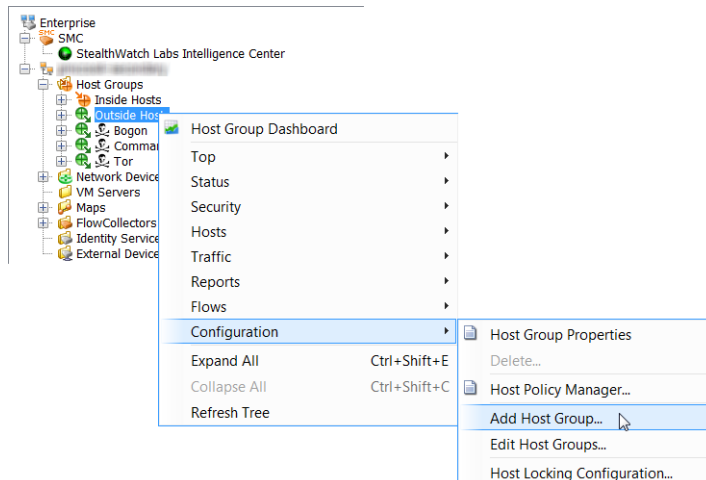 Enterprise
SMC
StealthWatch Labs Intelligence Center
Host Groups
Inside Hosts
Outside Hosts
Bogon
Tor
Network Device
VM Servers
Maps
FlowCollectors
Identity Service
External Device
Host Group Dashboard
Top
Status
Security
Hosts
Traffic
Reports
Flows
Configuration
Expand All Ctrl+Shift+E
Collapse All Ctrl+Shift+C
Refresh Tree
Host Group Properties
Delete...
Host Policy Manager...
Add Host Group...
Edit Host Groups...
Host Locking Configuration...